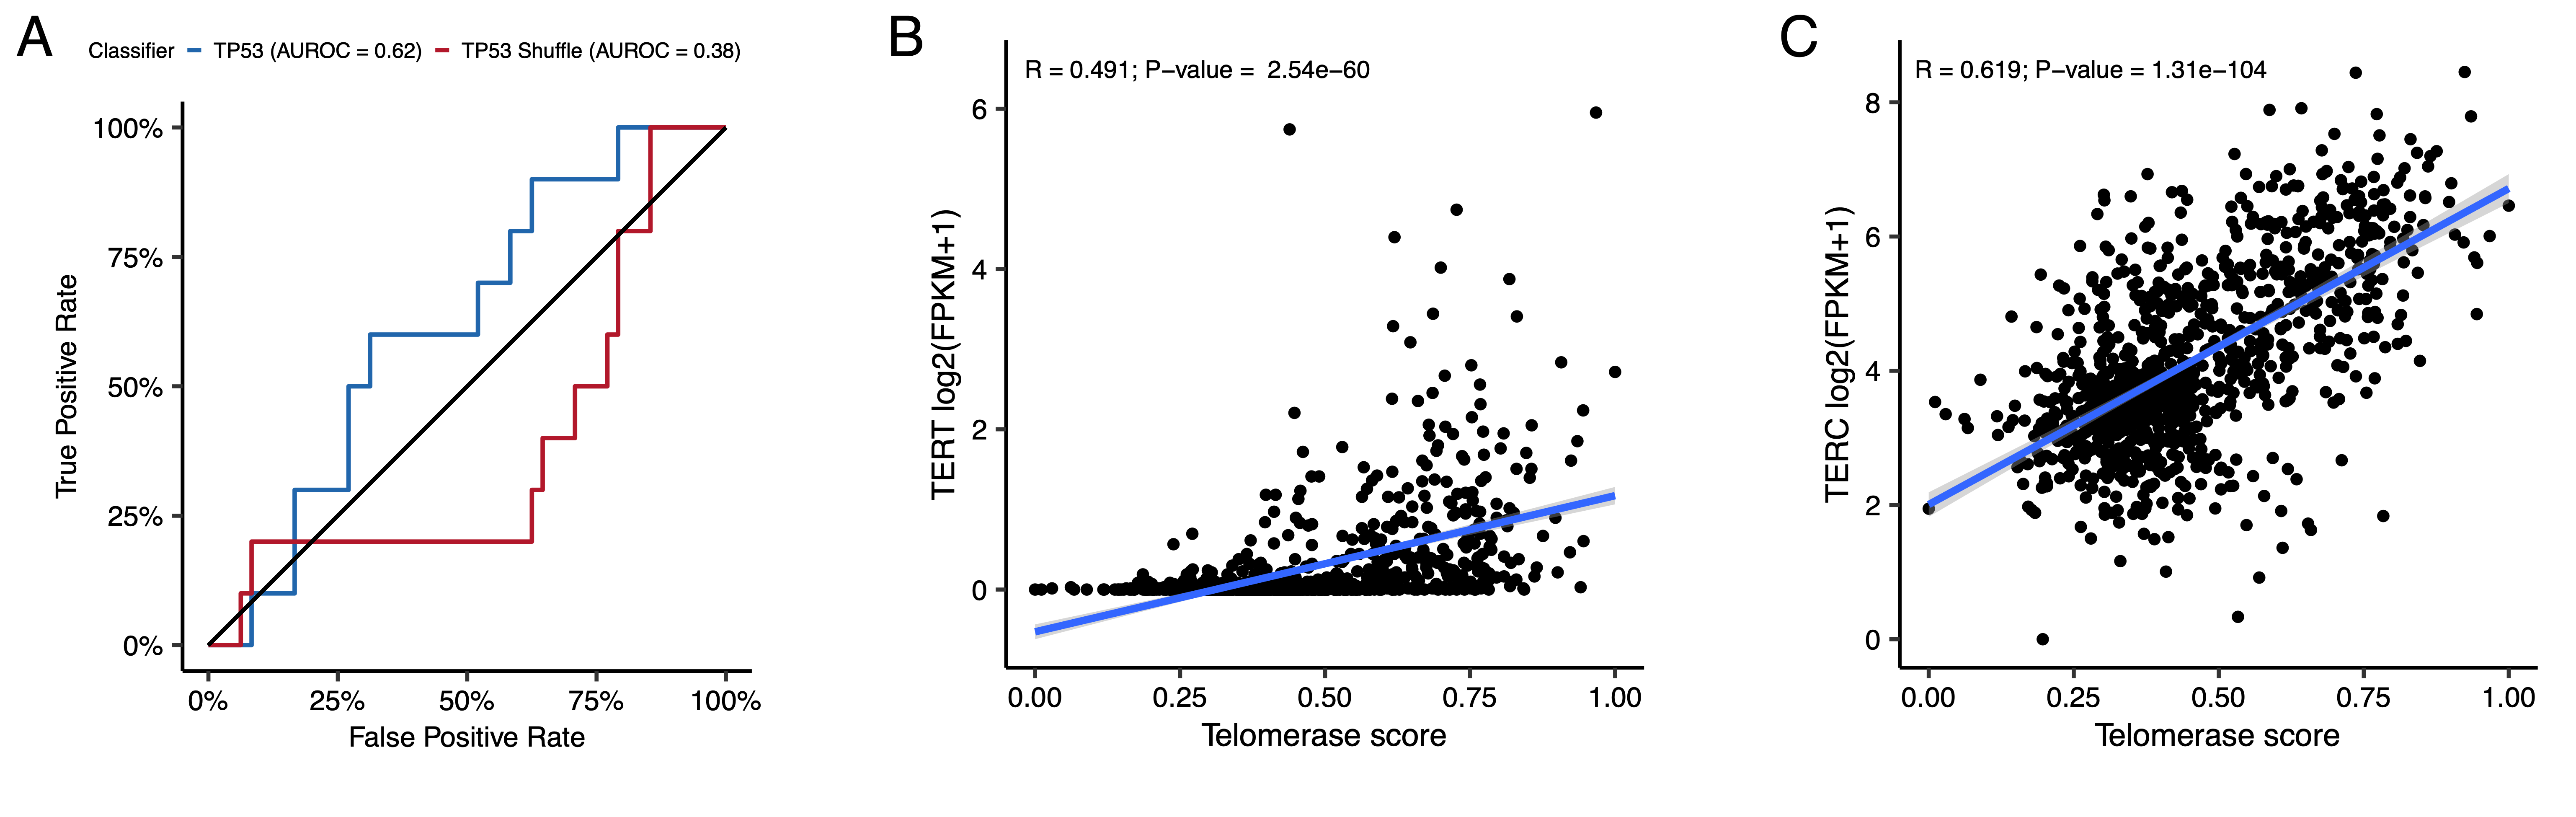 A
Classifier TP53 (AUROC = 0.62) TP53 Shuffle (AUROC = 0.38)
True Positive Rate
100%
75%
50%
25%
0%
0% 25% 50% 75% 100%
False Positive Rate
B
R = 0.491; P−value = 2.54e−60
TERT log2(FPKM+1)
6
4
2
0
0.00 0.25 0.50 0.75 1.00
Telomerase score
C
R = 0.619; P−value = 1.31e−104
TERC log2(FPKM+1)
8
6
4
2
0
0.00 0.25 0.50 0.75 1.00
Telomerase score